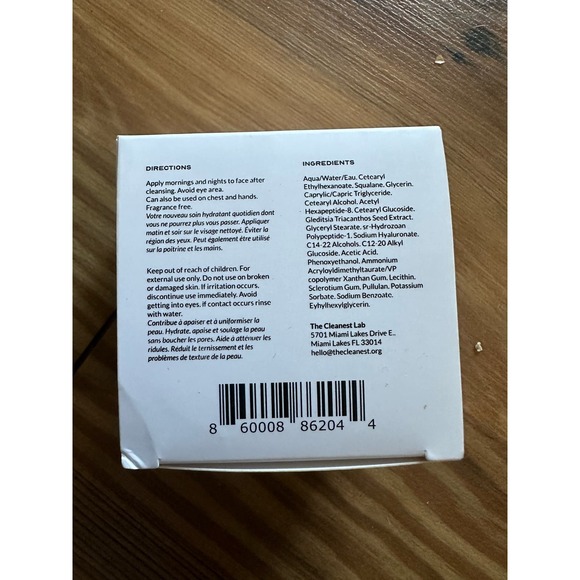 DIRECTIONS
Apply mornings and nights to face after
cleansing. Avoid eye area.
Can also be used on chest and hands.
Fragrance free.
Votre nouveau soin hydratant quotidien dont
vous ne pourrez plus vous passer. Appliquer
matin et soir sur le visage nettoyé. Éviter la
région des yeux. Peut également être utilisé
sur la poitrine et les mains.
Keep out of reach of children. For
external use only. Do not use on broken
or damaged skin. If irritation occurs,
discontinue use immediately. Avoid
getting into eyes. If contact occurs rinse
with water.
Contribue à apaiser et à uniformiser la
peau. Hydrate, apaise et soulage la peau
sans boucher les pores. Aide à atténuer les
ridules. Réduit le ternissement et les
problèmes de texture de la peau.
INGREDIENTS
Aqua/Water/Eau, Cetearyl
Ethylhexanoate, Squalane, Glycerin,
Caprylic/Capric Triglyceride,
Cetearyl Alcohol, Acetyl
Hexapeptide-8, Cetearyl Glucoside,
Gleditsia Triacanthos Seed Extract,
Glyceryl Stearate, sr-Hydrozoan
Polypeptide-1, Sodium Hyaluronate,
C14-22 Alcohols, C12-20 Alkyl
Glucoside, Acetic Acid,
Phenoxyethanol, Ammonium
Acryloyldimethyltaurate/VP
copolymer Xanthan Gum, Lecithin,
Sclerotium Gum, Pullulan, Potassium
Sorbate, Sodium Benzoate,
Eyhylhexylglycerin.
The Cleanest Lab
5701 Miami Lakes Drive E.,
Miami Lakes FL 33014
hello@thecleanest.org
8 60008 86204 4